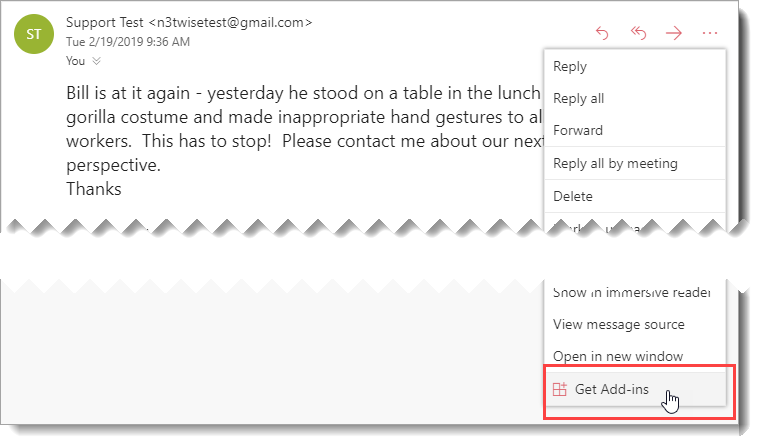 ST
Support Test <n3twisetest@gmail.com>
Tue 2/19/2019 9:36 AM
You
Bill is at it again - yesterday he stood on a table in the lunch
gorilla costume and made inappropriate hand gestures to al
workers.  This has to stop!  Please contact me about our next
perspective.
Thanks
Reply
Reply all
Forward
Reply all by meeting
Delete
Show in immersive reader
View message source
Open in new window
Get Add-ins